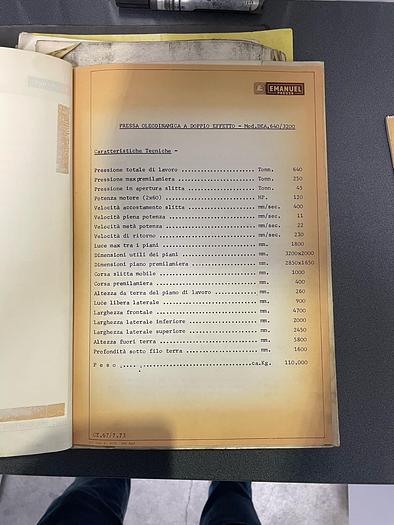 EMANUEL
PRESSE
PRESSA OLEODINAMICA A DOPPIO EFFETTO - Mod.DEA.640/3200
Caratteristiche Tecniche -
Pressione totale di lavoro .................... Tonn. 640
Pressione max premilamiera .................... Tonn. 250
Pressione in apertura slitta .................... Tonn. 45
Potenza motore (2x60) .................... HP. 120
Velocità accostamento slitta .................... mm/sec. 400
Velocità piena potenza .................... mm/sec. 11
Velocità metà potenza .................... mm/sec. 22
Velocità di ritorno .................... mm/sec. 230
Luce max tra i piani .................... mm. 1800
Dimensioni utili dei piani .................... mm. 3200x2000
Dimensioni piano premilamiera .................... mm. 2850x1650
Corsa slitta mobile .................... mm. 1000
Corsa premilamiera .................... mm. 400
Altezza da terra del piano di lavoro .................... mm. 260
Luce libera laterale .................... mm. 900
Larghezza frontale .................... mm. 4700
Larghezza laterale inferiore .................... mm. 2000
Larghezza laterale superiore .................... mm. 2450
Altezza fuori terra .................... mm. 5800
Profondità sotto filo terra .................... mm. 1600
P e s o .................... ca.Kg. 110.000
CT.67/7.73